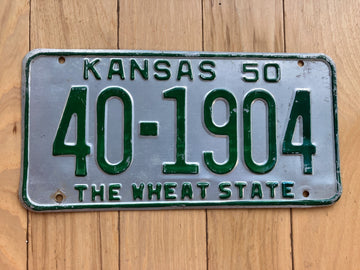 KANSAS 50
40-1904
THE WHEAT STATE